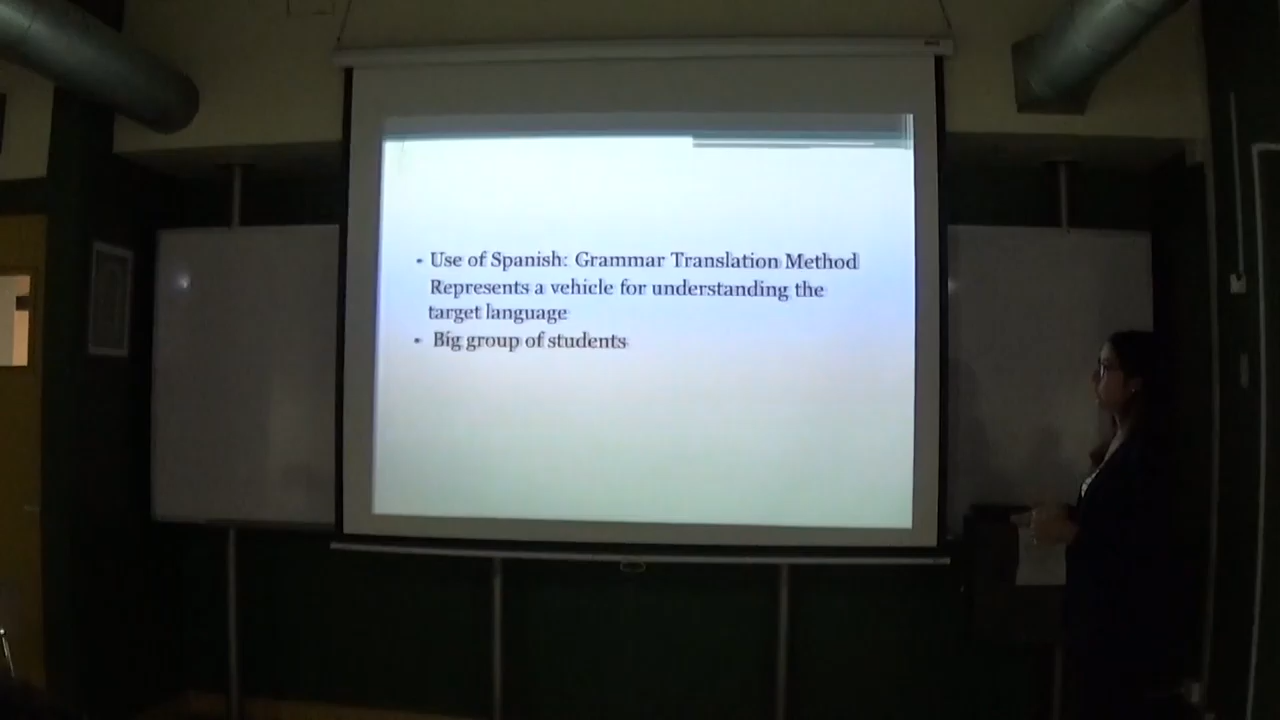 - Use of Spanish: Grammar Translation Method
Represents a vehicle for understanding the
target language
• Big group of students